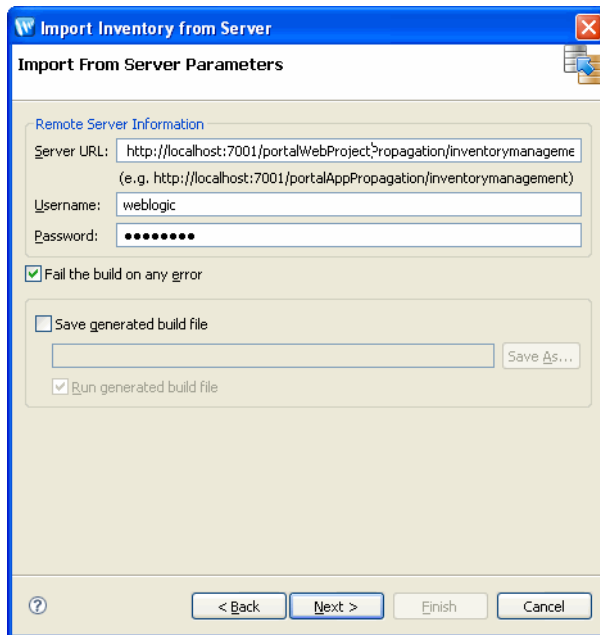 Import Inventory from Server
Import From Server Parameters
Remote Server Information
Server URL: http://localhost:7001/portalWebProjectPropagation/inventorymanageme
(e.g. http://localhost:7001/portalAppPropagation/inventorymanagement)
Username: weblogic
Password: ●●●●●●●●
Fail the build on any error
Save generated build file
Save As...
Run generated build file
? < Back Next > Finish Cancel